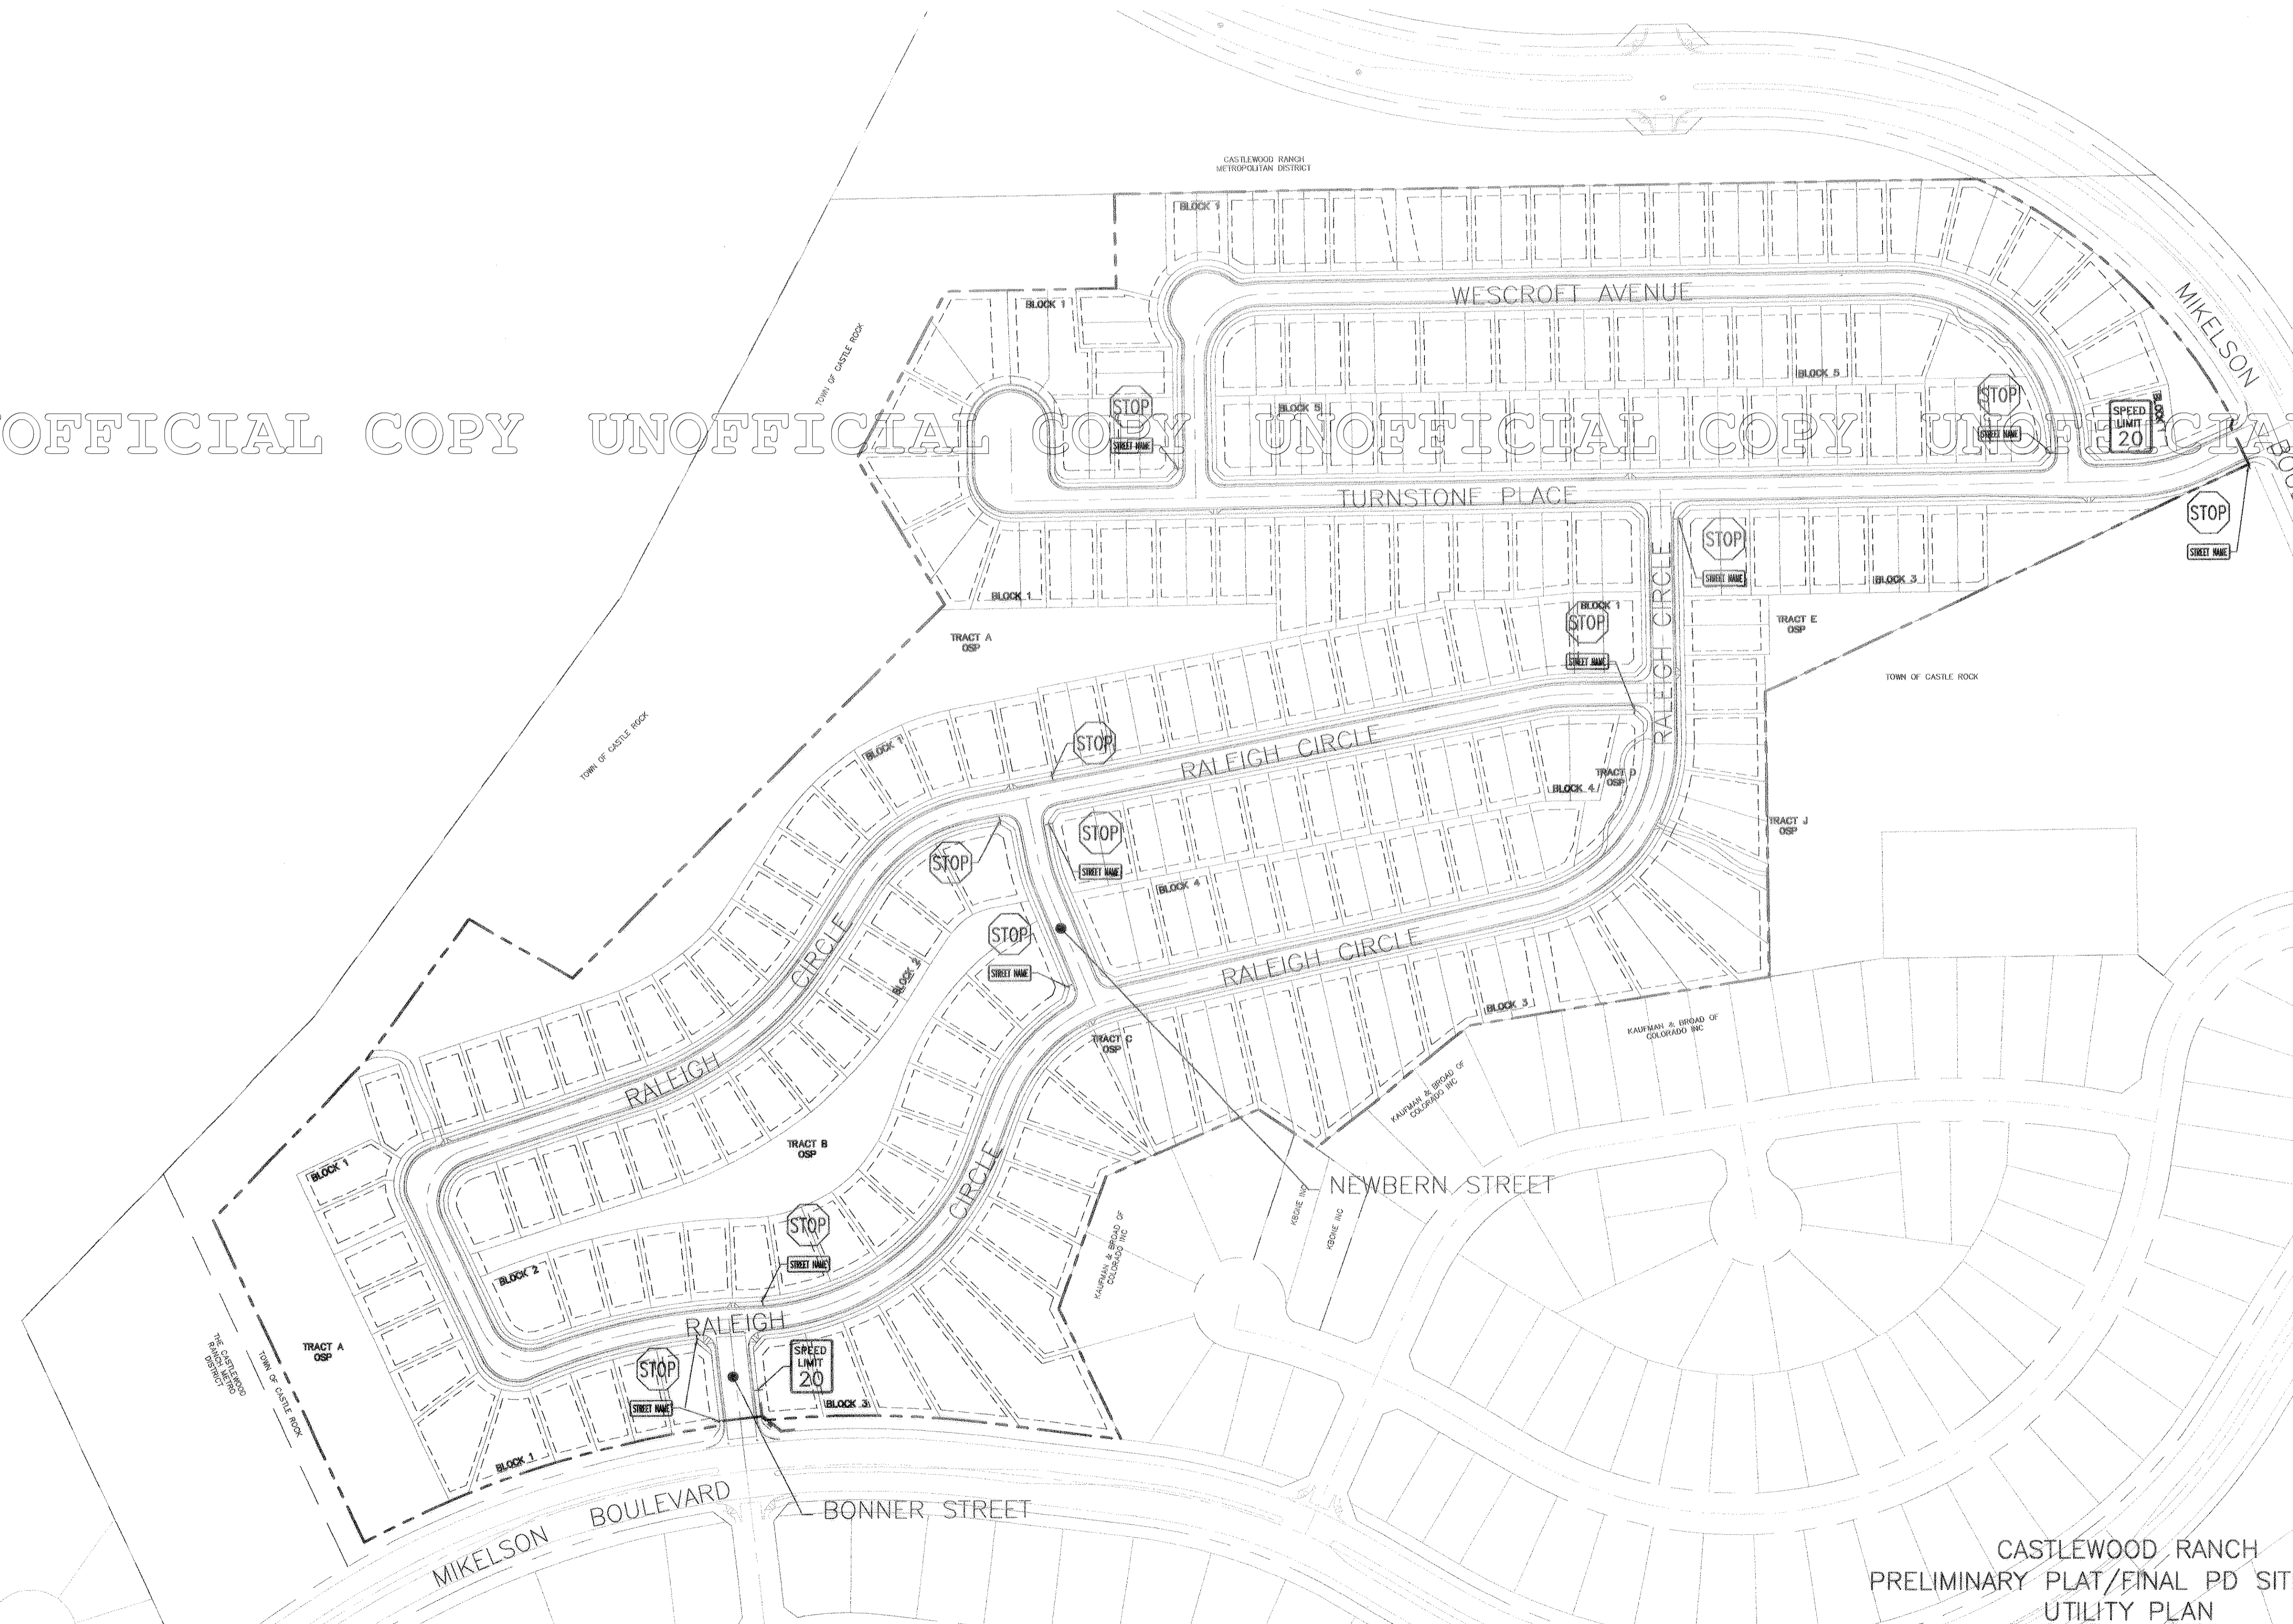 CASTLEWOOD RANCH
METROPOLITAN DISTRICT
BLOCK 1
WESCROFT AVENUE
MIKELSON
BLOCK 1
TOWN OF CASTLE ROCK
BLOCK 5
STOP
STREET NAME
BLOCK 5
STOP
STREET NAME
SPEED
LIMIT
20
BLOCK 1
OFFICIAL COPY UNOFFICIAL COPY UNOFFICIAL COPY UNOFFICIA
TURNSTONE PLACE
STOP
STREET NAME
STOP
STREET NAME
BLOCK 3
BLOCK 1
RALEIGH CIRCLE
BLOCK 1
STOP
STREET NAME
TRACT E
OSP
TRACT A
OSP
TOWN OF CASTLE ROCK
TOWN OF CASTLE ROCK
BLOCK 1
STOP
RALEIGH CIRCLE
TRACT D
OSP
BLOCK 4
TRACT J
OSP
STOP
STREET NAME
STOP
BLOCK 4
STOP
STREET NAME
CIRCLE
BLOCK 2
RALEIGH CIRCLE
BLOCK 3
KAUFMAN & BROAD OF
COLORADO INC
TRACT C
OSP
RALEIGH
KAUFMAN & BROAD OF
COLORADO INC
TRACT B
OSP
BLOCK 1
CIRCLE
NEWBERN STREET
KBONE INC
KBONE INC
STOP
STREET NAME
KAUFMAN & BROAD OF
COLORADO INC
BLOCK 2
RALEIGH
TRACT A
OSP
THE CASTLEWOOD
RANCH METRO
DISTRICT
TOWN OF CASTLE ROCK
STOP
STREET NAME
SPEED
LIMIT
20
BLOCK 3
BLOCK 1
MIKELSON BOULEVARD
BONNER STREET
CASTLEWOOD RANCH
PRELIMINARY PLAT/FINAL PD SIT
UTILITY PLAN